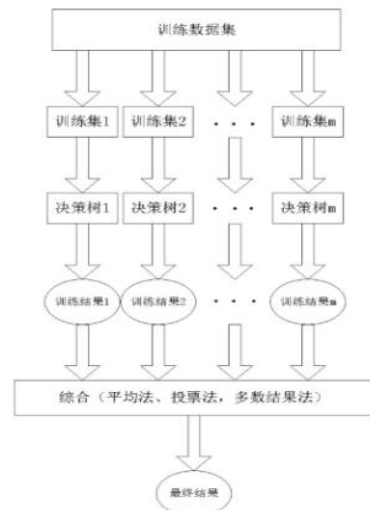 训练数据集
训练集1 训练集2 · · · 训练集m
决策树1 决策树2 · · · 决策树m
训练结果1 训练结果2 · · · 训练结果m
综合（平均法、投票法，多数结果法）
最终结果